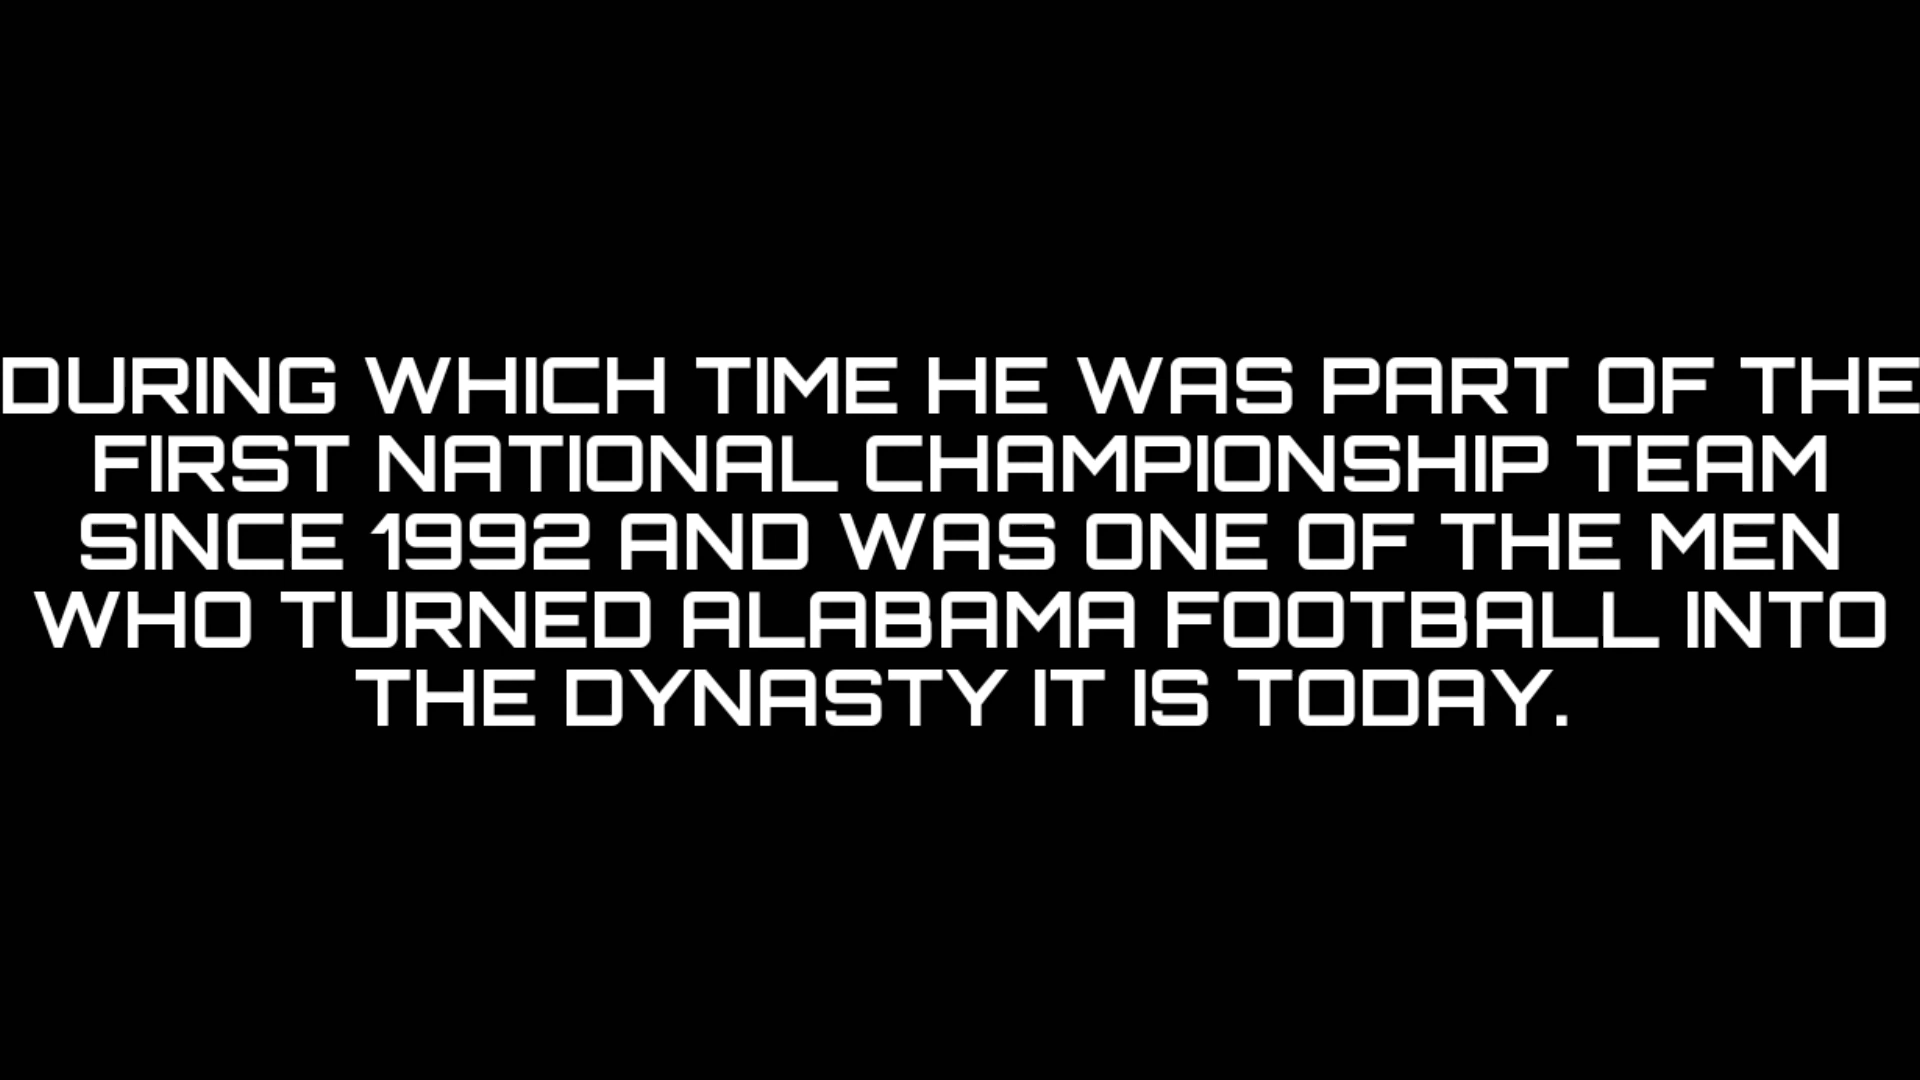 DURING WHICH TIME HE WAS PART OF THE
FIRST NATIONAL CHAMPIONSHIP TEAM
SINCE 1992 AND WAS ONE OF THE MEN
WHO TURNED ALABAMA FOOTBALL INTO
THE DYNASTY IT IS TODAY.